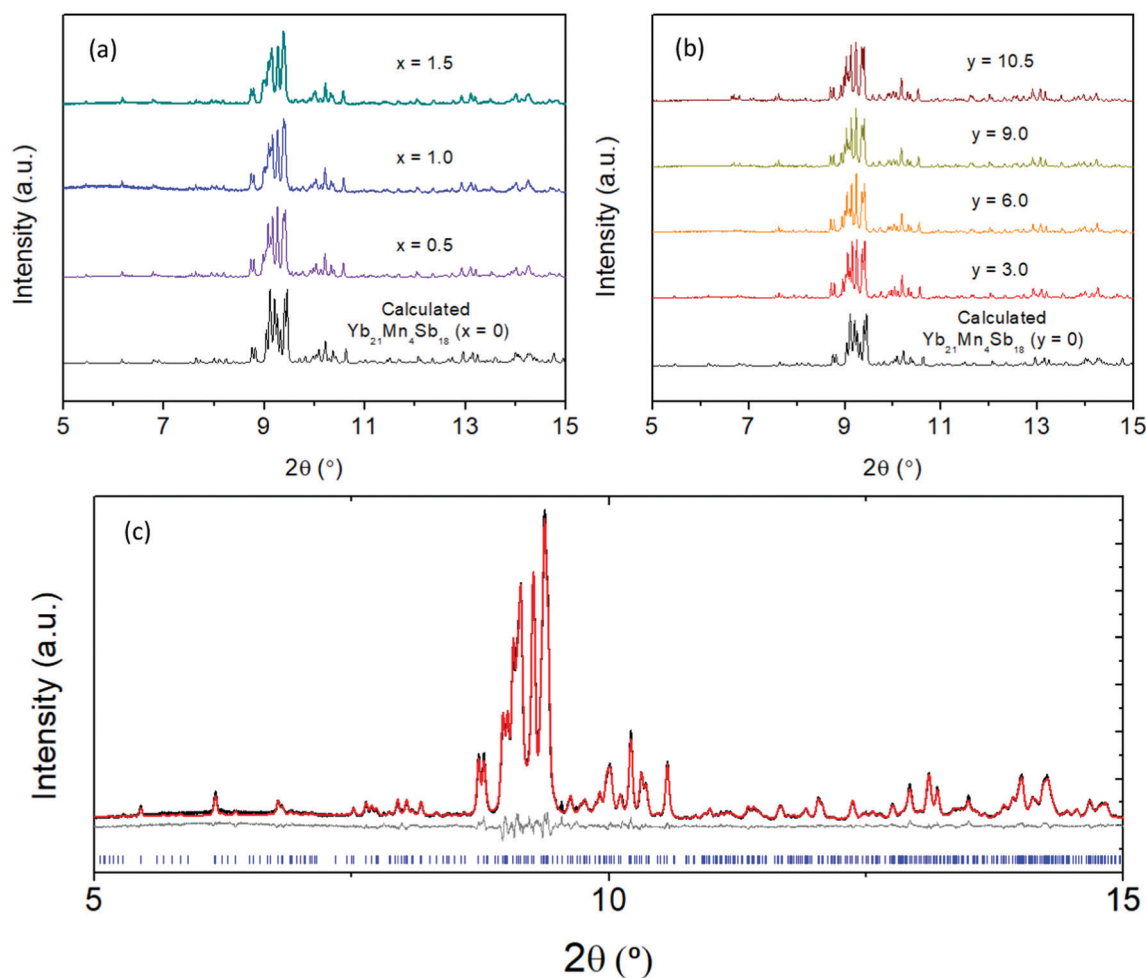 (a)
x = 1.5
x = 1.0
x = 0.5
Calculated
Yb₂₁Mn₄Sb₁₈ (x = 0)
Intensity (a.u.)
5 7 9 11 13 15
2θ (°)
(b)
y = 10.5
y = 9.0
y = 6.0
y = 3.0
Calculated
Yb₂₁Mn₄Sb₁₈ (y = 0)
Intensity (a.u.)
5 7 9 11 13 15
2θ (°)
(c)
Intensity (a.u.)
5 10 15
2θ (º)